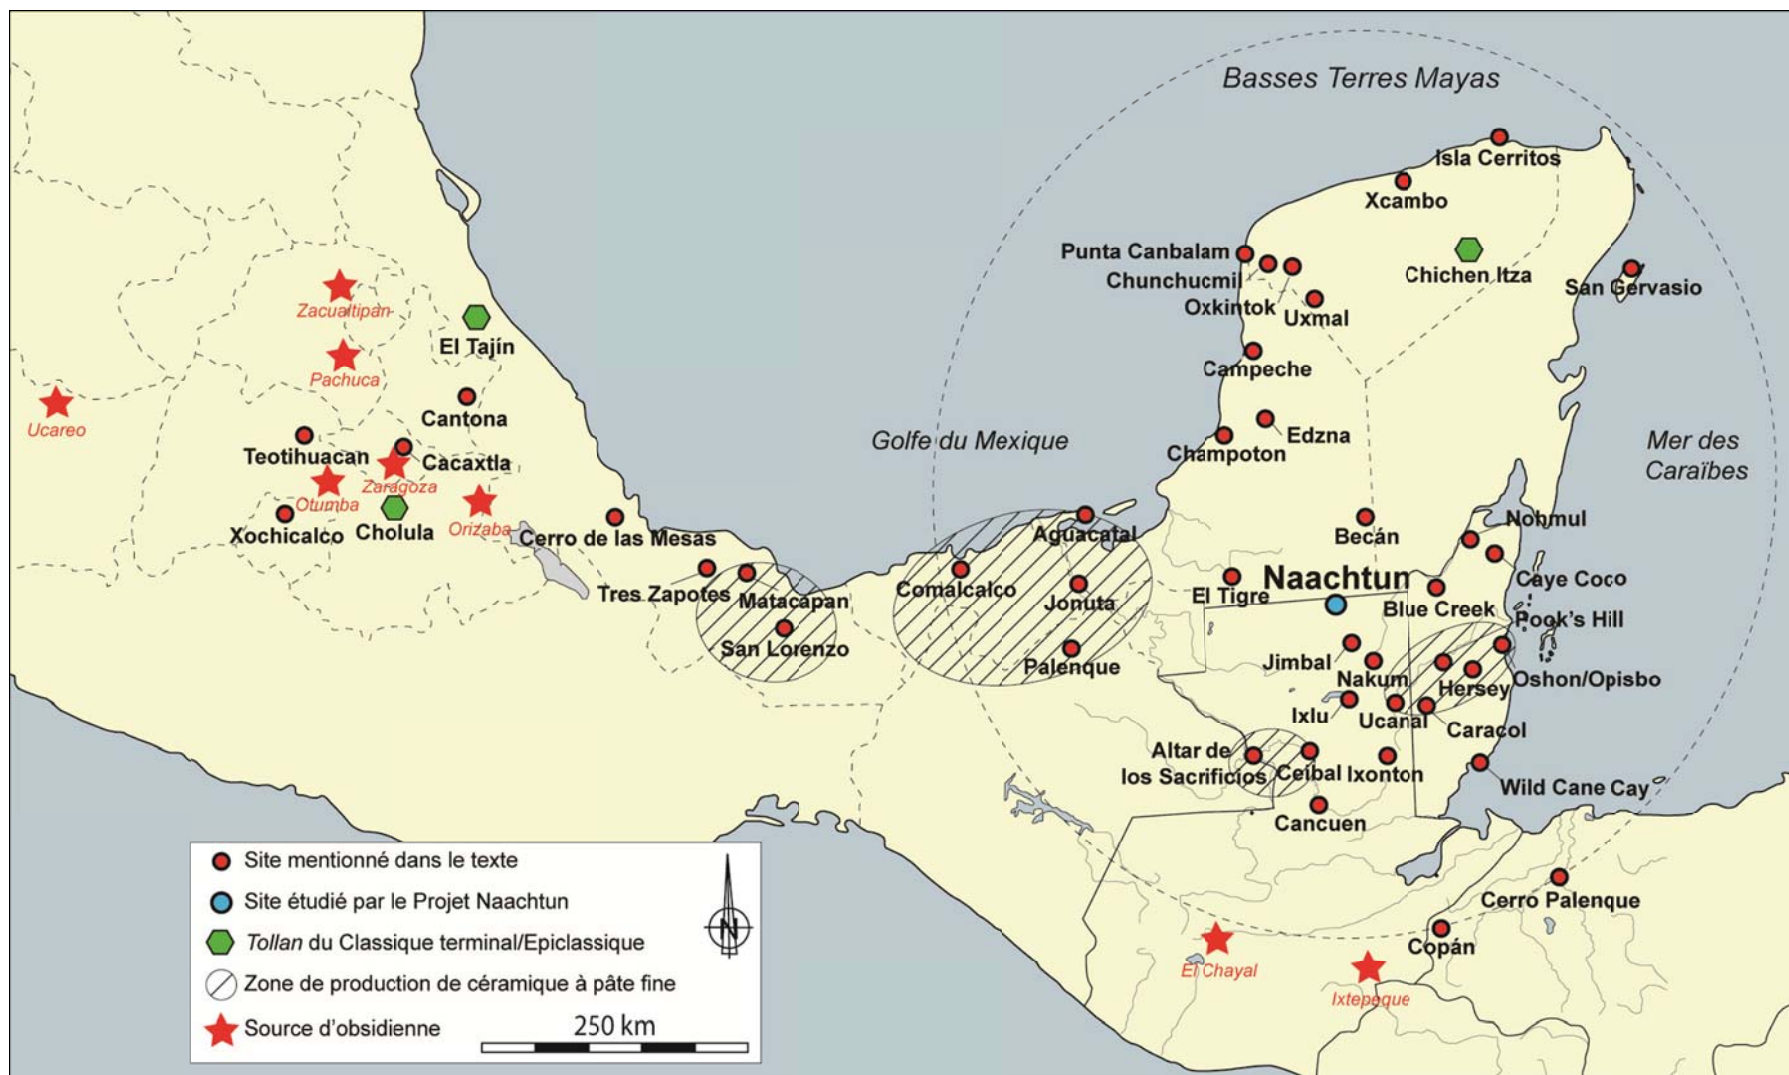 Basses Terres Mayas
Isla Cerritos
Xcambo
Punta Canbalam
Chunchucmil
Oxkintok
Uxmal
Chichen Itza
San Gervasio
Zacualtipán
El Tajín
Pachuca
Campeche
Ucareo
Cantona
Golfe du Mexique
Edzna
Mer des
Caraïbes
Teotihuacan
Cacaxtla
Champoton
Zaragoza
Otumba
Xochicalco
Cholula
Orizaba
Cerro de las Mesas
Aguacatal
Becán
Nohmul
Tres Zapotes
Matacapan
Comalcalco
Jonuta
El Tigre
Naachtun
Blue Creek
Caye Coco
Pook's Hill
San Lorenzo
Palenque
Jimbal
Nakum
Hersey
Oshon/Opisbo
Ixlu
Ucanal
Caracol
Altar de
los Sacrificios
Ceibal
Ixonton
Wild Cane Cay
Cancuen
Cerro Palenque
Copán
El Chayal
Ixtepeque
Site mentionné dans le texte
Site étudié par le Projet Naachtun
Tollan du Classique terminal/Epiclassique
Zone de production de céramique à pâte fine
Source d'obsidienne
N
250 km